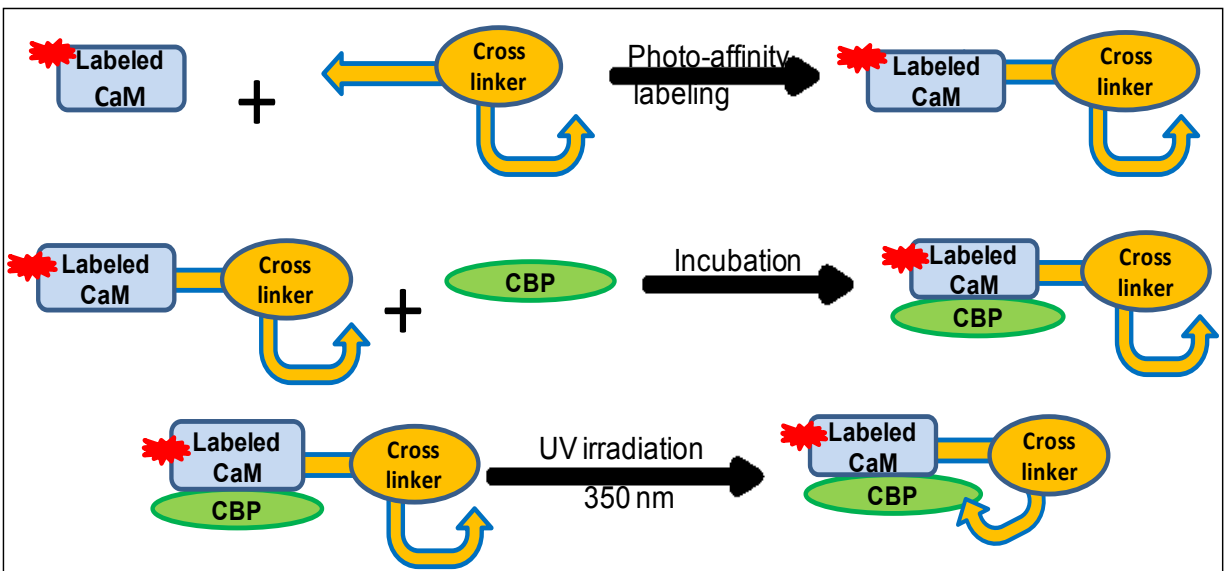 Labeled
CaM
+
Cross
linker
Photo-affinity
labeling
Labeled
CaM
Cross
linker
Labeled
CaM
Cross
linker
+
CBP
Incubation
Labeled
CaM
Cross
linker
CBP
Labeled
CaM
Cross
linker
CBP
UV irradiation
350 nm
Labeled
CaM
Cross
linker
CBP